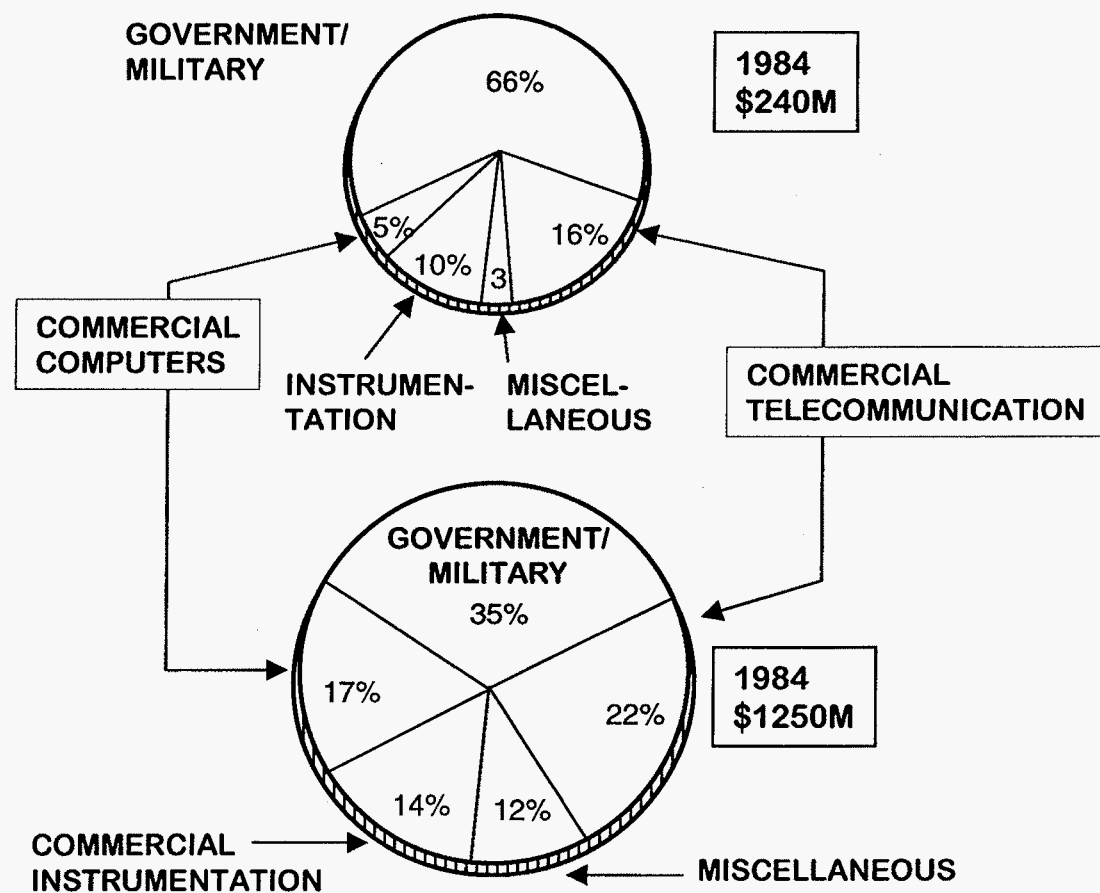 GOVERNMENT/
MILITARY
66%
1984
$240M
5%
10%
3
16%
COMMERCIAL
COMPUTERS
INSTRUMEN-
TATION
MISCEL-
LANEOUS
COMMERCIAL
TELECOMMUNICATION
GOVERNMENT/
MILITARY
35%
17%
22%
1984
$1250M
14%
12%
COMMERCIAL
INSTRUMENTATION
MISCELLANEOUS